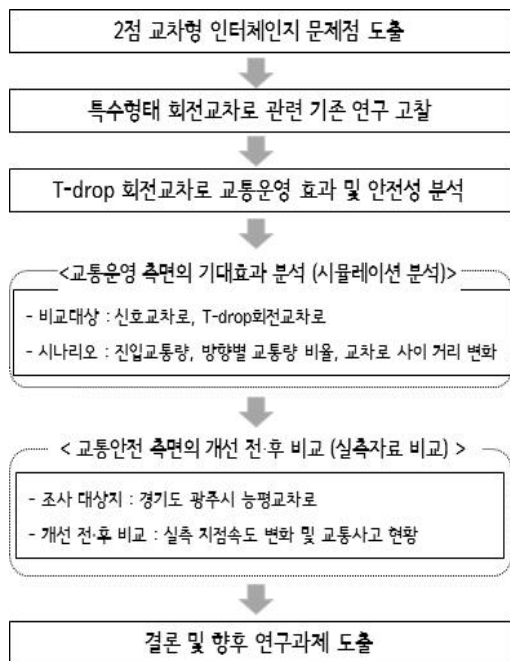 2점 교차형 인터체인지 문제점 도출
특수형태 회전교차로 관련 기존 연구 고찰
T-drop 회전교차로 교통운영 효과 및 안전성 분석
<교통운영 측면의 기대효과 분석 (시뮬레이션 분석)>
- 비교대상 : 신호교차로, T-drop회전교차로
- 시나리오 : 진입교통량, 방향별 교통량 비율, 교차로 사이 거리 변화
< 교통안전 측면의 개선 전·후 비교 (실측자료 비교) >
- 조사 대상지 : 경기도 광주시 능평교차로
- 개선 전·후 비교 : 실측 지점속도 변화 및 교통사고 현황
결론 및 향후 연구과제 도출